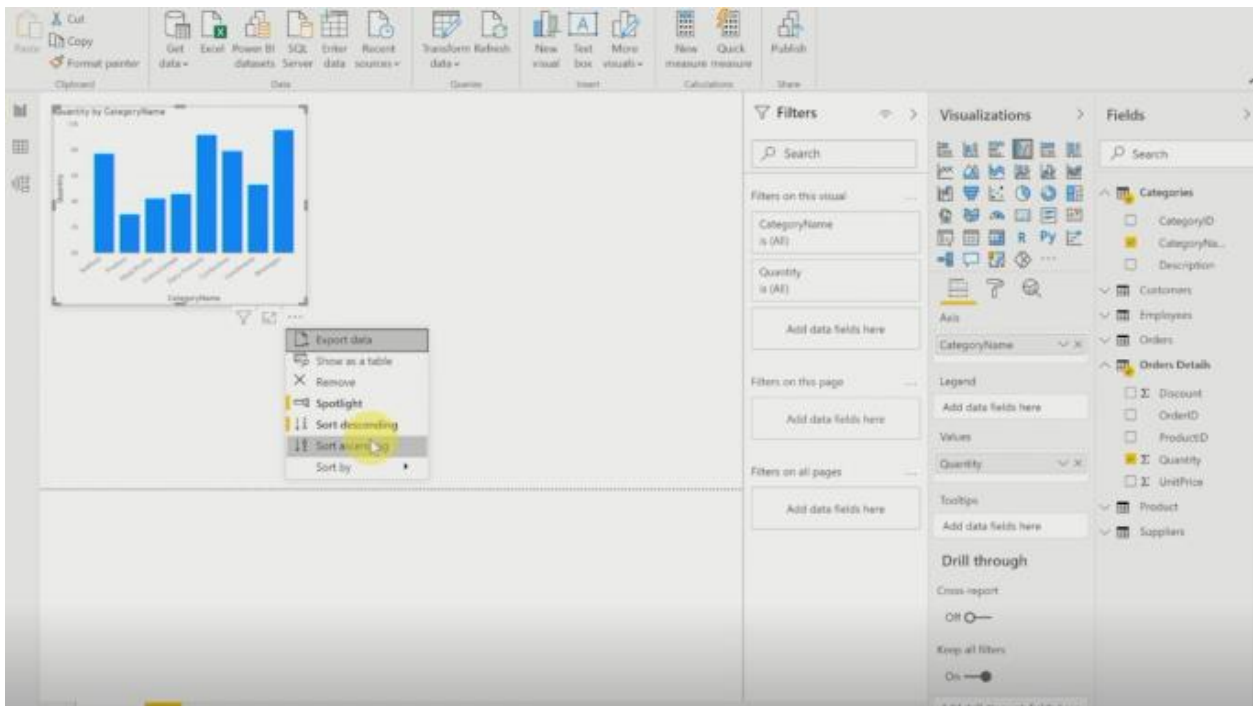 Paste
Cut
Copy
Format painter
Clipboard
Get data
Excel
Power BI datasets
SQL Server
Enter data
Recent sources
Data
Transform data
Refresh
Queries
New visual
Text box
More visuals
Insert
New measure
Quick measure
Calculations
Publish
Share
Quantity by CategoryName
Quantity
CategoryName
Export data
Show as a table
Remove
Spotlight
Sort descending
Sort ascending
Sort by
Filters
Search
Filters on this visual
CategoryName
is (All)
Quantity
is (All)
Add data fields here
Filters on this page
Add data fields here
Filters on all pages
Add data fields here
Visualizations
R
Py
Axis
CategoryName
Legend
Add data fields here
Values
Quantity
Tooltips
Add data fields here
Drill through
Cross-report
Off
Keep all filters
On
Fields
Search
Categories
CategoryID
CategoryNa...
Description
Customers
Employees
Orders
Orders Details
Σ Discount
OrderID
ProductID
Σ Quantity
Σ UnitPrice
Product
Suppliers